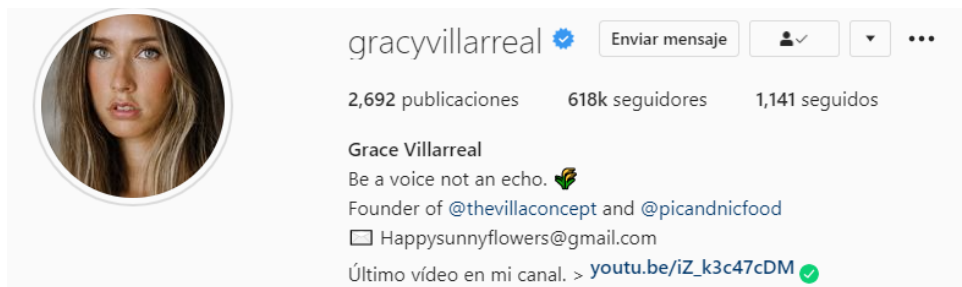 gracyvillarreal Enviar mensaje
2,692 publicaciones 618k seguidores 1,141 seguidos
Grace Villarreal
Be a voice not an echo.
Founder of @thevillaconcept and @picandnicfood
Happysunnyflowers@gmail.com
Último vídeo en mi canal. > youtu.be/iZ_k3c47cDM